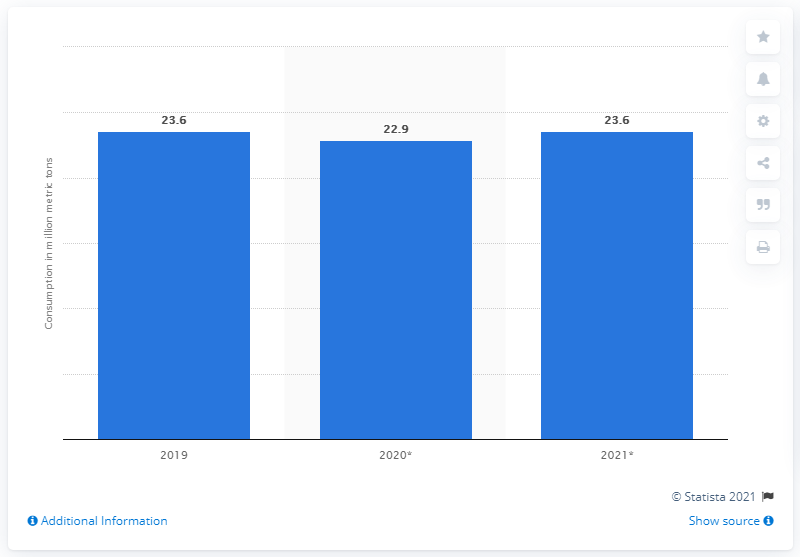 23.6
22.9
23.6
Consumption in million metric tons
2019
2020*
2021*
© Statista 2021
Additional Information
Show source